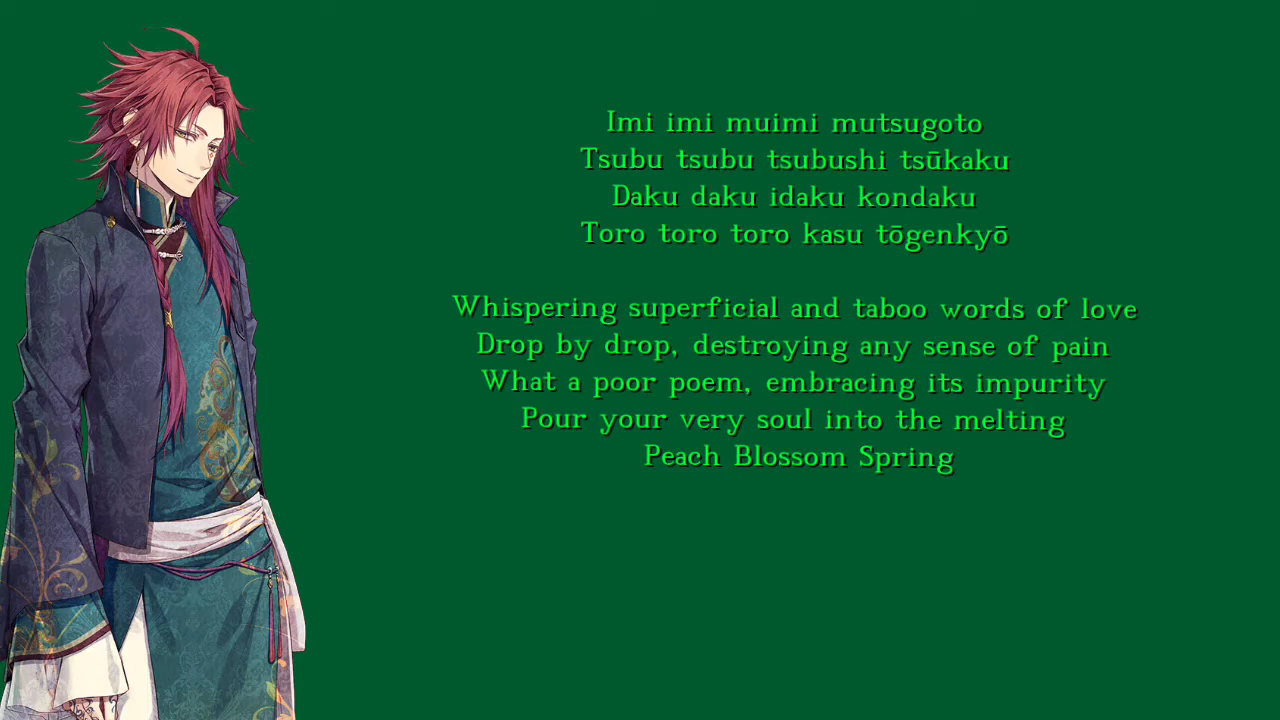 Imi imi muimi mutsugoto
Tsubu tsubu tsubushi tsūkaku
Daku daku idaku kondaku
Toro toro toro kasu tōgenkyō
Whispering superficial and taboo words of love
Drop by drop, destroying any sense of pain
What a poor poem, embracing its impurity
Pour your very soul into the melting
Peach Blossom Spring